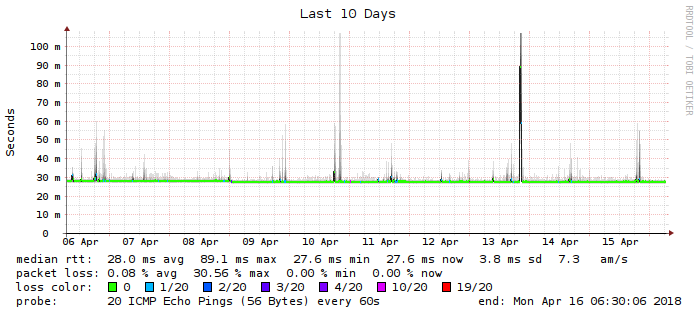 Last 10 Days
RRDTOOL / TOBI OETIKER
Seconds
100 m
90 m
80 m
70 m
60 m
50 m
40 m
30 m
20 m
10 m
0
06 Apr 07 Apr 08 Apr 09 Apr 10 Apr 11 Apr 12 Apr 13 Apr 14 Apr 15 Apr
median rtt: 28.0 ms avg 89.1 ms max 27.6 ms min 27.6 ms now 3.8 ms sd 7.3 am/s
packet loss: 0.08 % avg 30.56 % max 0.00 % min 0.00 % now
loss color: 0 1/20 2/20 3/20 4/20 10/20 19/20
probe: 20 ICMP Echo Pings (56 Bytes) every 60s end: Mon Apr 16 06:30:06 2018